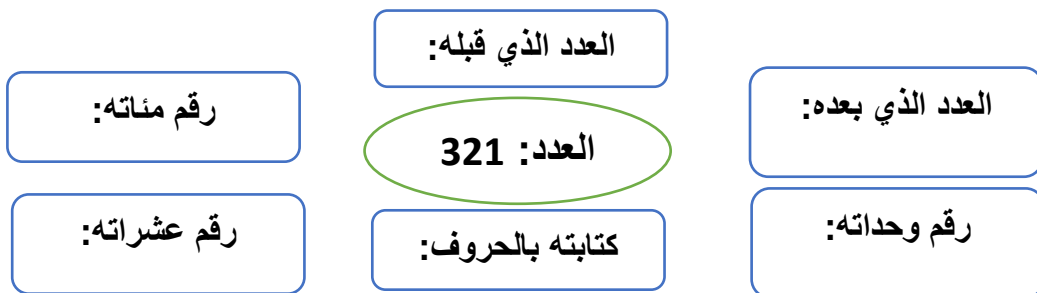 العدد الذي قبله:
العدد الذي بعده:
رقم مئاته:
العدد: 321
رقم وحداته:
كتابته بالحروف:
رقم عشراته: